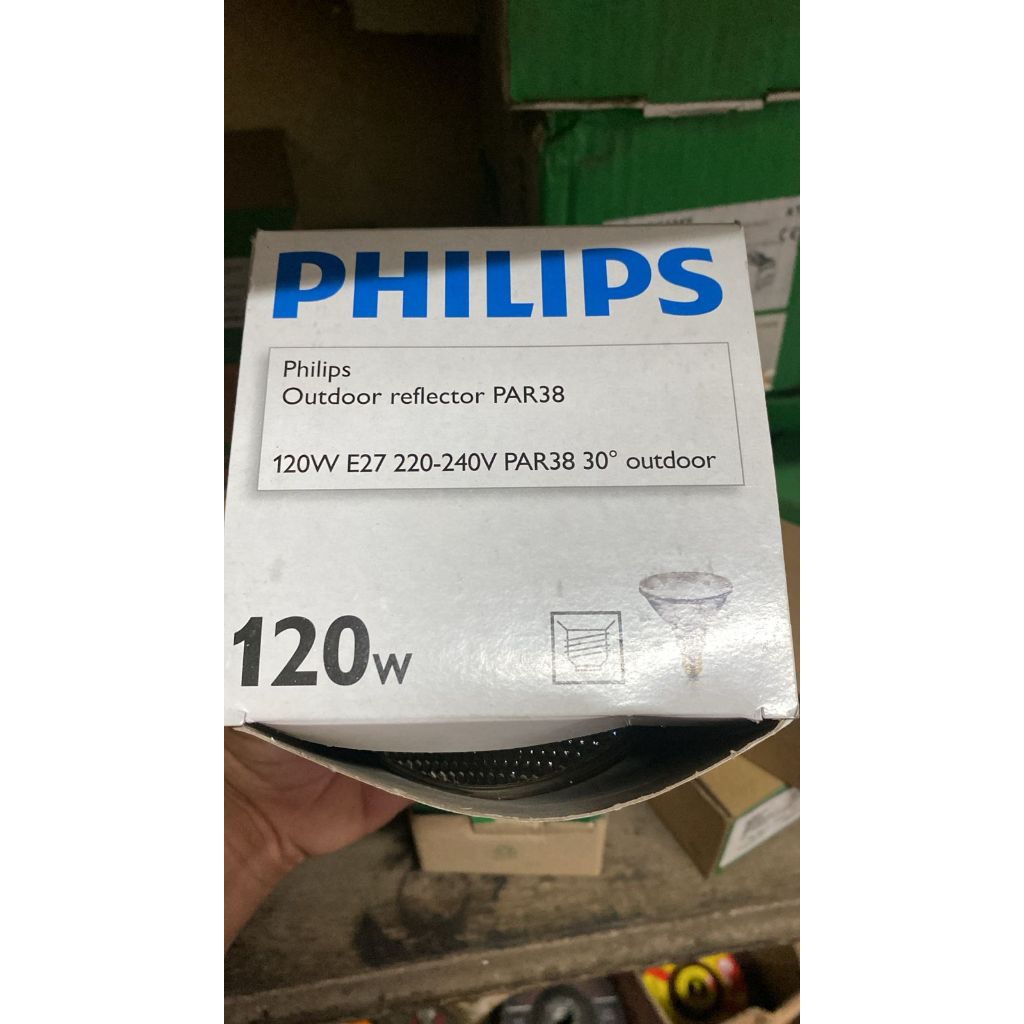 PHILIPS
Philips
Outdoor reflector PAR38
120W E27 220-240V PAR38 30° outdoor
120W